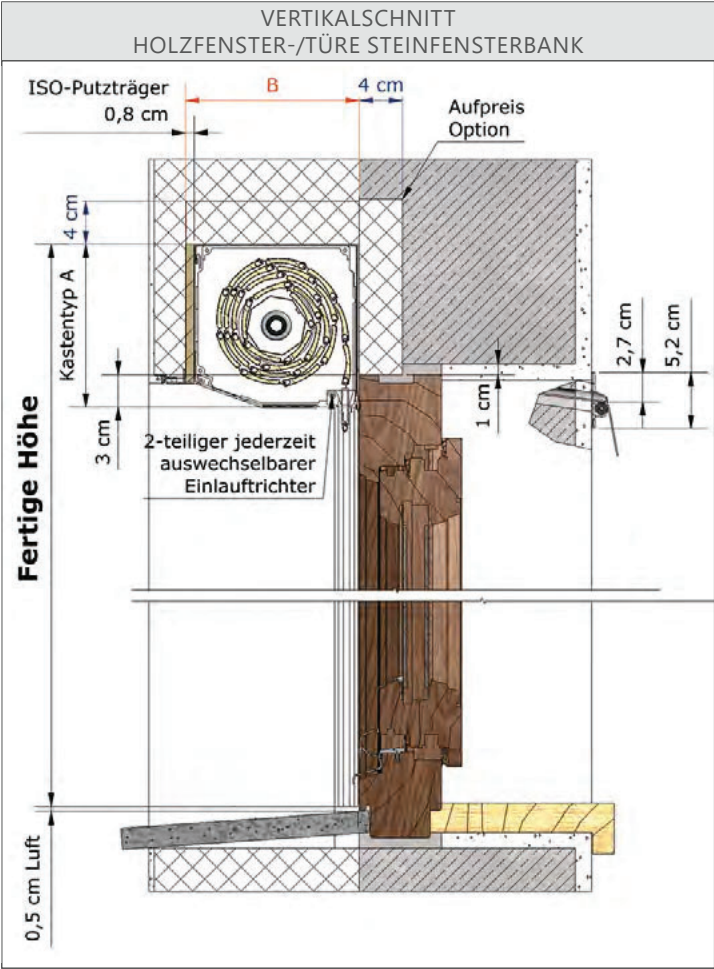 VERTIKALSCHNITT
HOLZFENSTER-/TÜRE STEINFENSTERBANK
ISO-Putzträger
0,8 cm
B
4 cm
Aufpreis
Option
4 cm
Kastentyp A
3 cm
Fertige Höhe
2-teiliger jederzeit
auswechselbarer
Einlauftrichter
1 cm
2,7 cm
5,2 cm
0,5 cm Luft